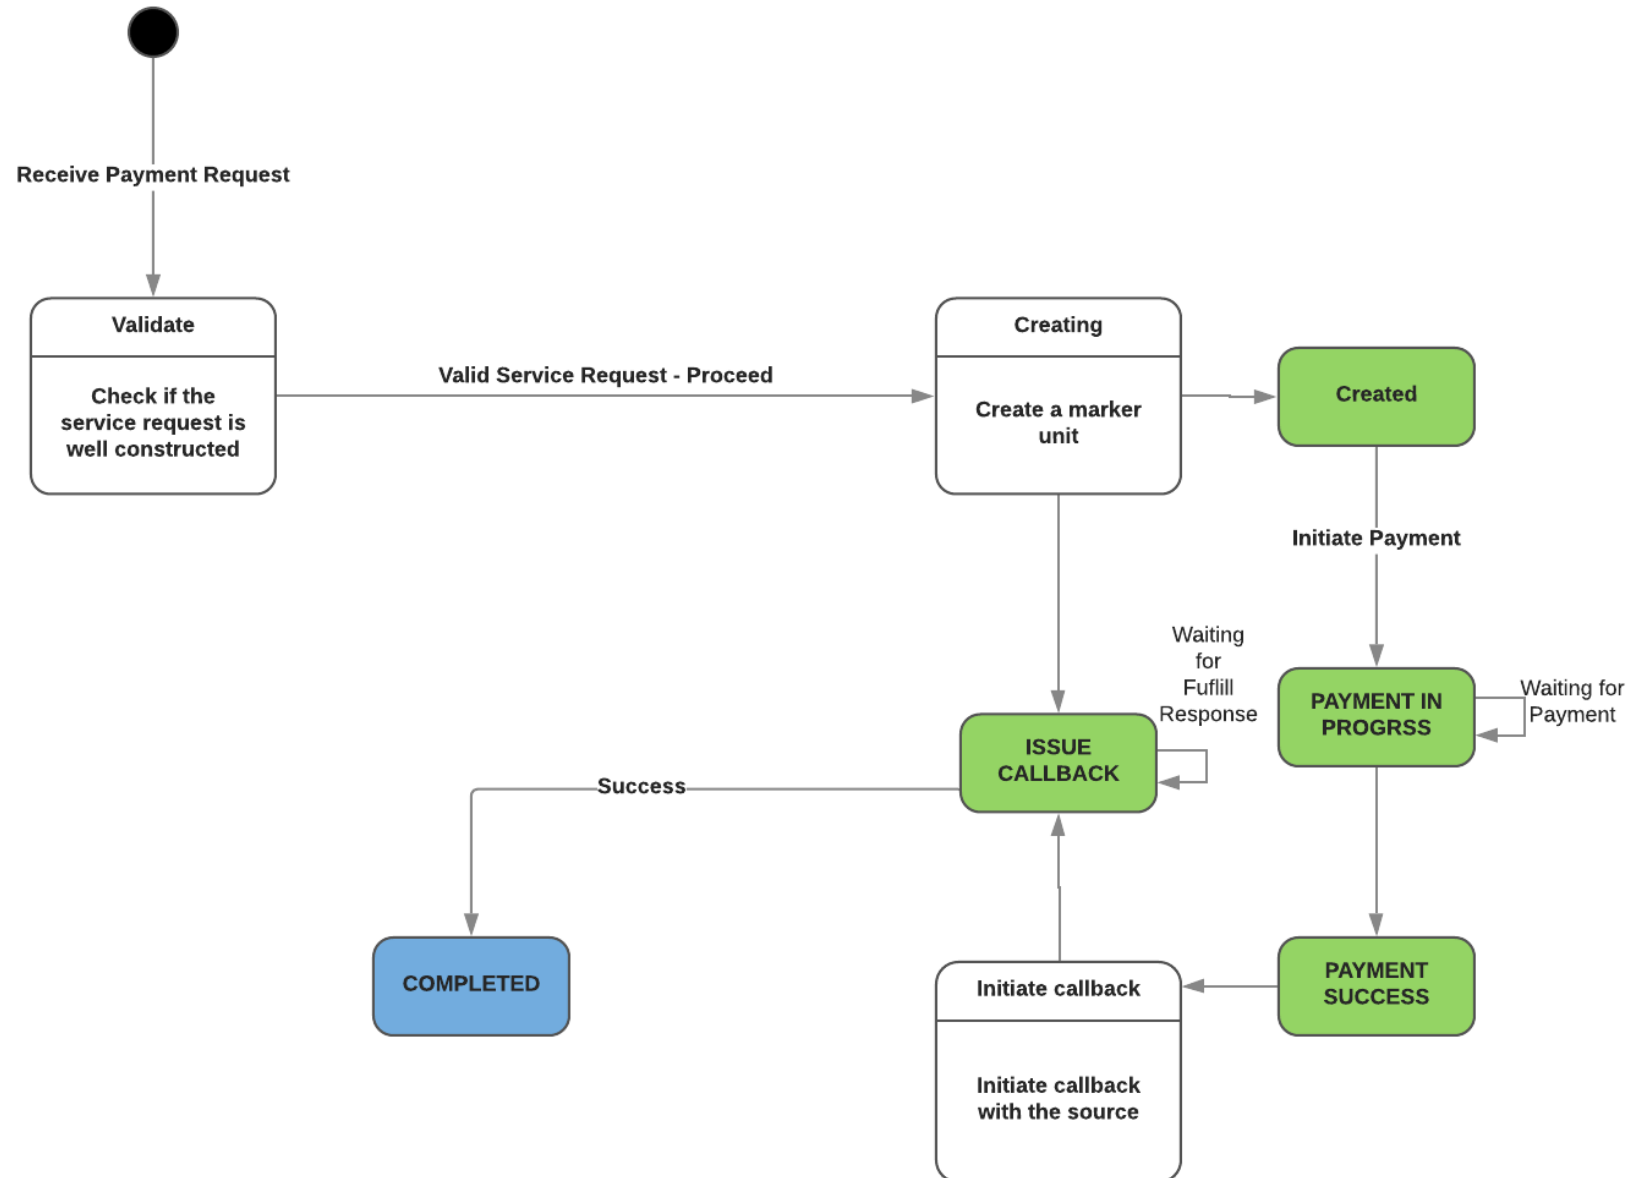 Receive Payment Request
Validate
Check if the
service request is
well constructed
Valid Service Request - Proceed
Creating
Create a marker
unit
Created
Initiate Payment
Waiting
for
Fuflill
Response
PAYMENT IN
PROGRSS
Waiting for
Payment
ISSUE
CALLBACK
Success
COMPLETED
Initiate callback
Initiate callback
with the source
PAYMENT
SUCCESS